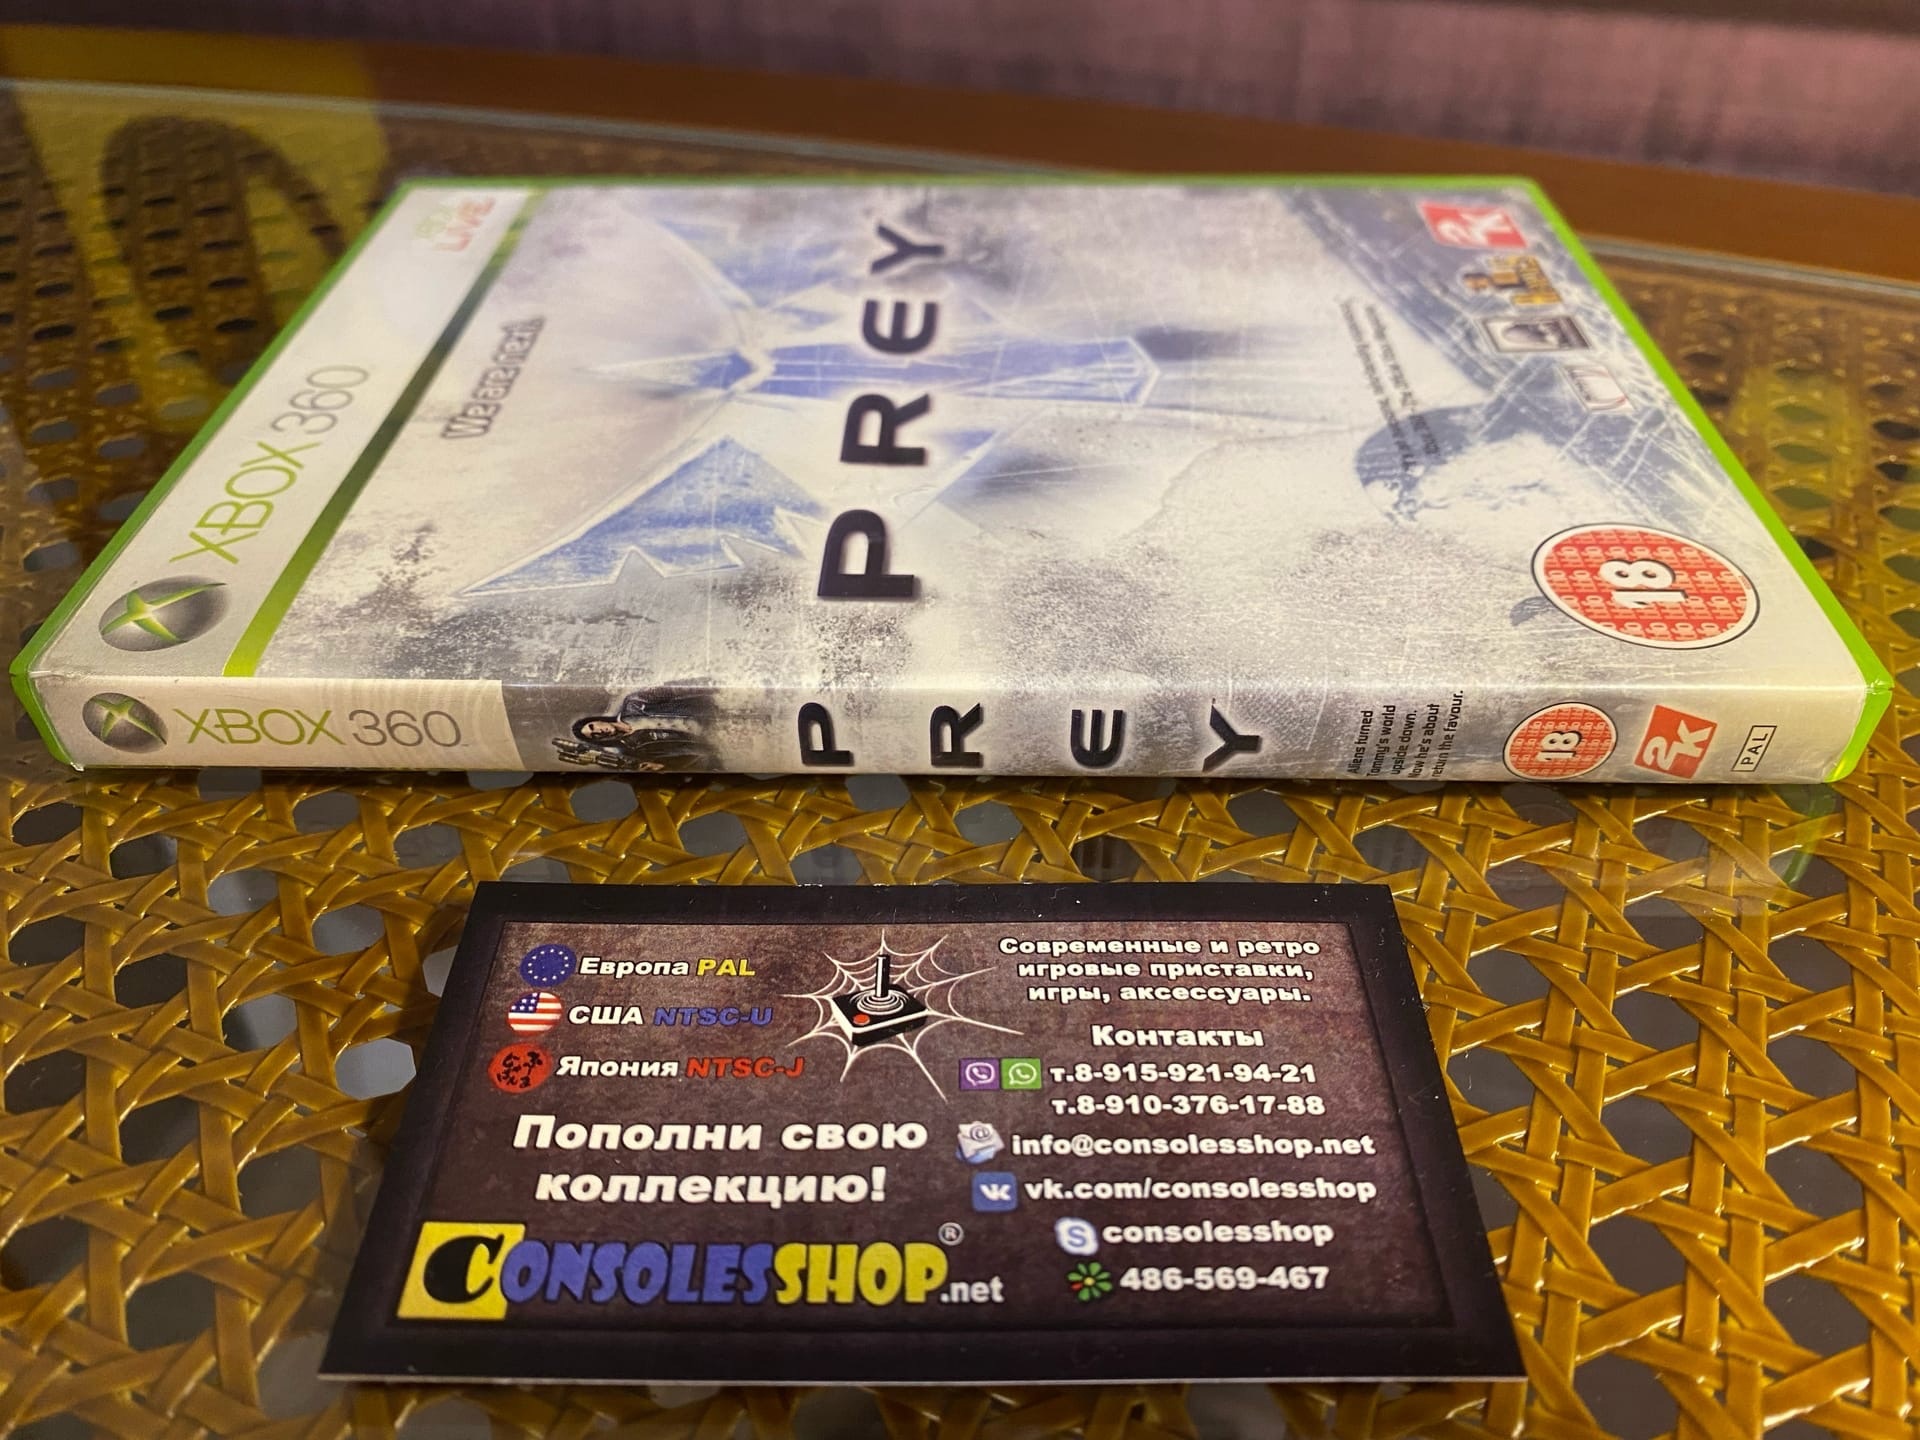 XBOX LIVE
XBOX 360
We are next.
PREY
2K
18
XBOX 360
PREY
Aliens turned
Tommy's world
upside down.
Now he's about
return the favour.
18
2K
PAL
Европа PAL
США NTSC-U
Япония NTSC-J
Пополни свою
коллекцию!
CONSOLESSHOP.net
®
Современные и ретро
игровые приставки,
игры, аксессуары.
Контакты
т.8-915-921-94-21
т.8-910-376-17-88
info@consolesshop.net
vk.com/consolesshop
consolesshop
486-569-467